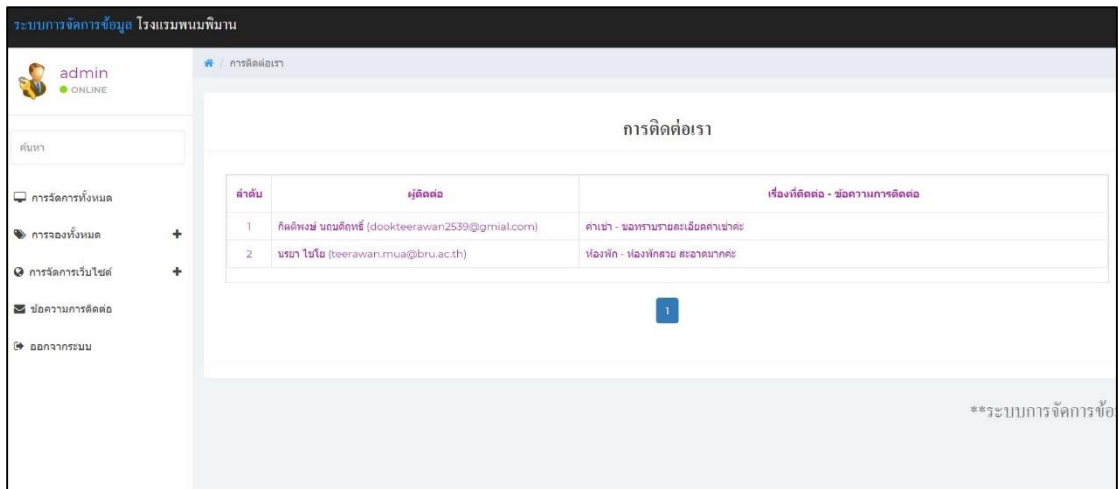 ระบบการจัดการข้อมูล โรงแรมพนมพิมาน
admin
ONLINE
/ การติดต่อเรา
ค้นหา
การติดต่อเรา
การจัดการทั้งหมด
การจองทั้งหมด +
การจัดการเว็บไซต์ +
ข้อความการติดต่อ
ออกจากระบบ
ลำดับ ผู้ติดต่อ เรื่องที่ติดต่อ - ข้อความการติดต่อ
1 กิตติพงษ์ นฤบดีฤทธิ์ (dookteerawan2539@gmial.com) ค่าเช่า - ขอทราบรายละเอียดค่าเช่าค่ะ
2 นรยา ไชโย (teerawan.mua@bru.ac.th) ห้องพัก - ห้องพักสวย สะอาดมากค่ะ
1
**ระบบการจัดการข้อ